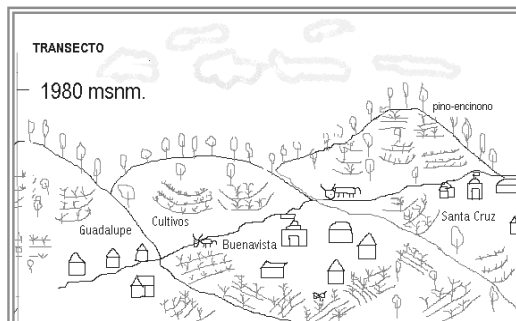 TRANSECTO
1980 msnm.
pino-encinono
Santa Cruz
Cultivos
Guadalupe
Buenavista